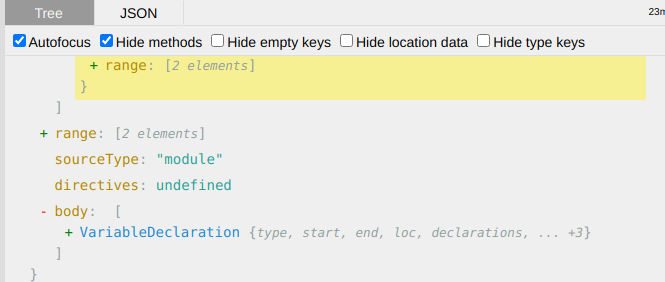 Tree JSON 23m
Autofocus Hide methods Hide empty keys Hide location data Hide type keys
+ range: [2 elements]
}
]
+ range: [2 elements]
sourceType: "module"
directives: undefined
- body: [
+ VariableDeclaration {type, start, end, loc, declarations, ... +3}
]
}